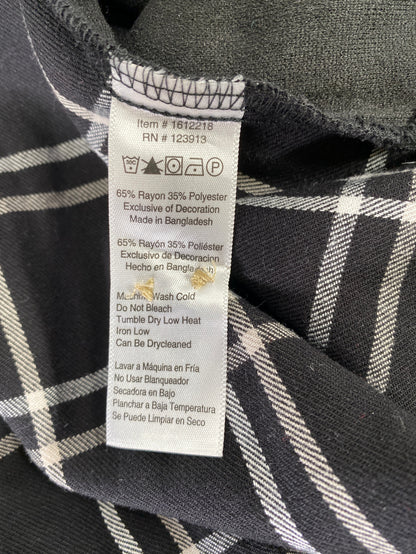 Item # 1612218
RN # 123913
65% Rayon 35% Polyester
Exclusive of Decoration
Made in Bangladesh
65% Rayón 35% Poliéster
Exclusivo de Decoración
Hecho en Bangladesh
Machine Wash Cold
Do Not Bleach
Tumble Dry Low Heat
Iron Low
Can Be Drycleaned
Lavar a Máquina en Fría
No Usar Blanqueador
Secadora en Bajo
Planchar a Baja Temperatura
Se Puede Limpiar en Seco